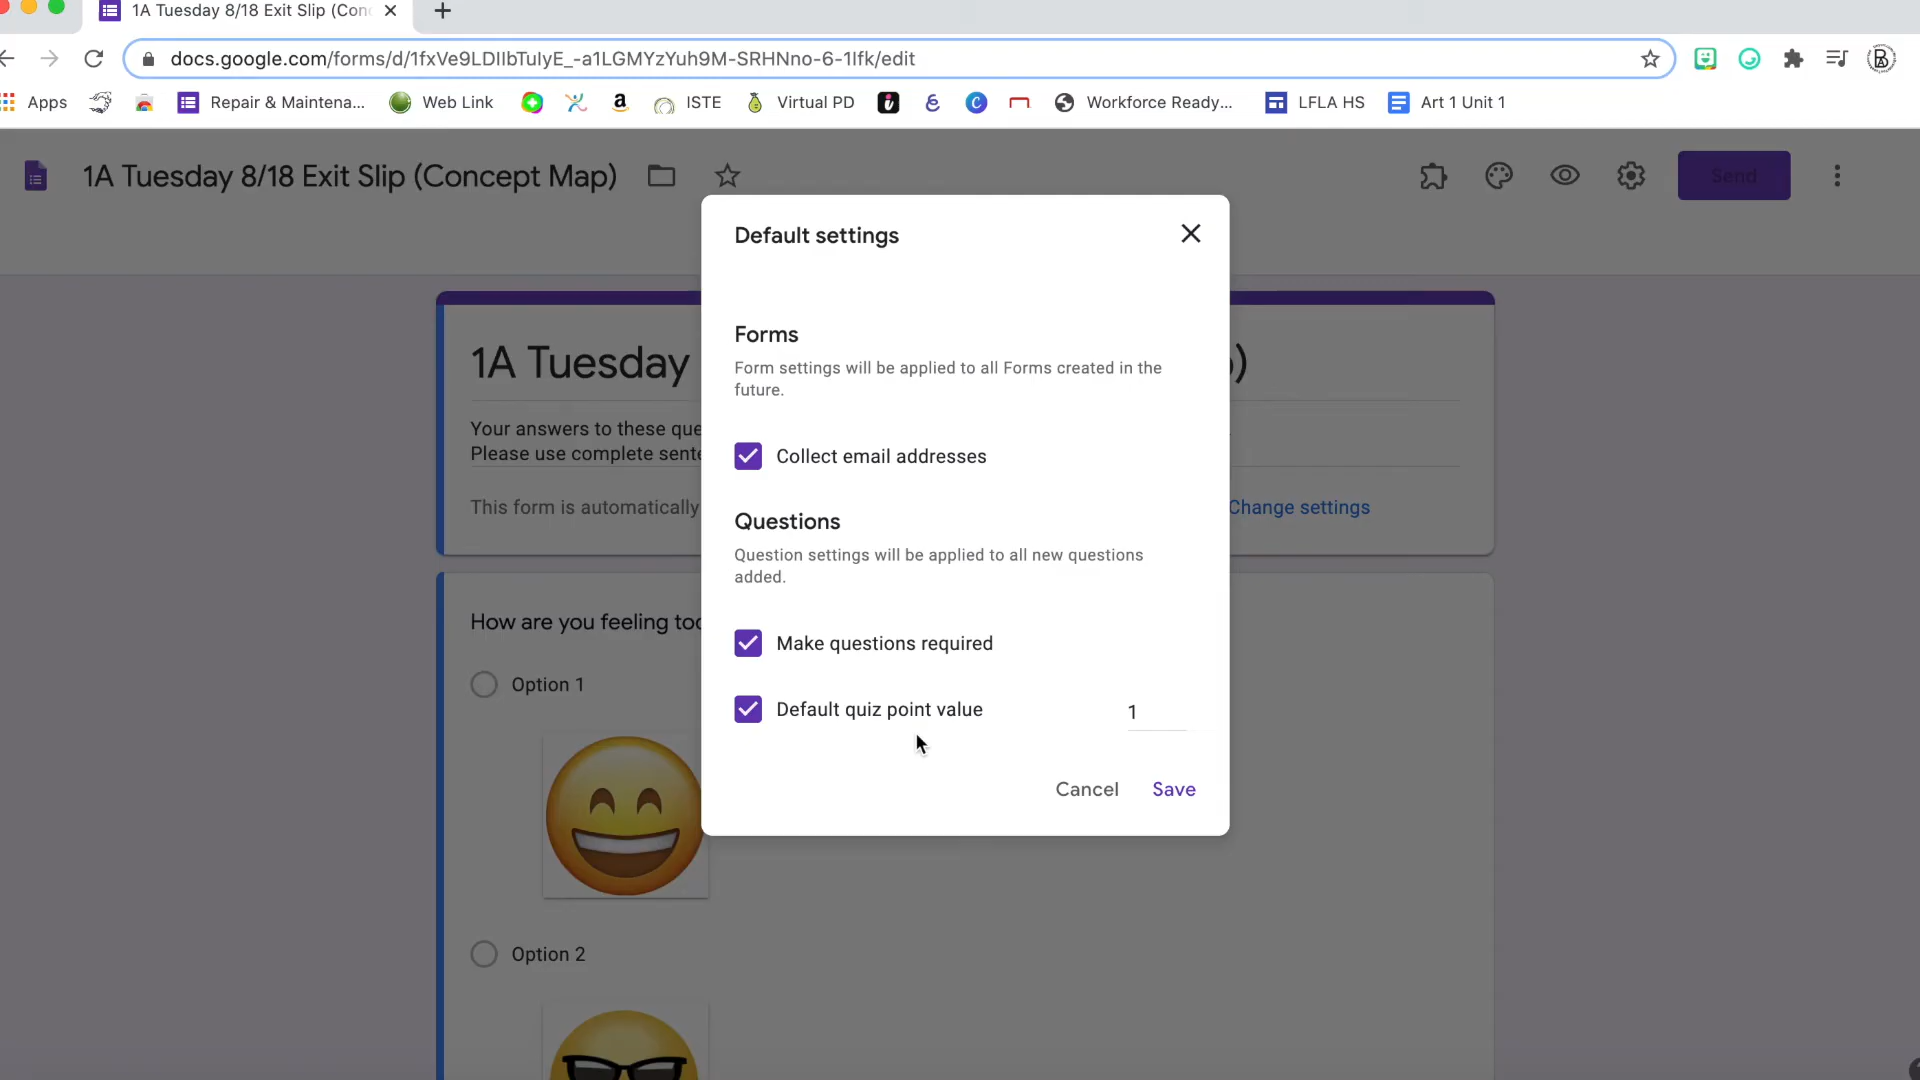 1A Tuesday 8/18 Exit Slip (Con
docs.google.com/forms/d/1fxVe9LDIlbTulyE_-a1LGMYzYuh9M-SRHNno-6-1lfk/edit
Apps Repair & Maintena... Web Link ISTE Virtual PD Workforce Ready... LFLA HS Art 1 Unit 1
1A Tuesday 8/18 Exit Slip (Concept Map)
Send
Default settings
Forms
Form settings will be applied to all Forms created in the
future.
Collect email addresses
Questions
Question settings will be applied to all new questions
added.
Make questions required
Default quiz point value 1
Cancel Save
1A Tuesday )
Your answers to these que
Please use complete sent
This form is automatically Change settings
How are you feeling to
Option 1
Option 2